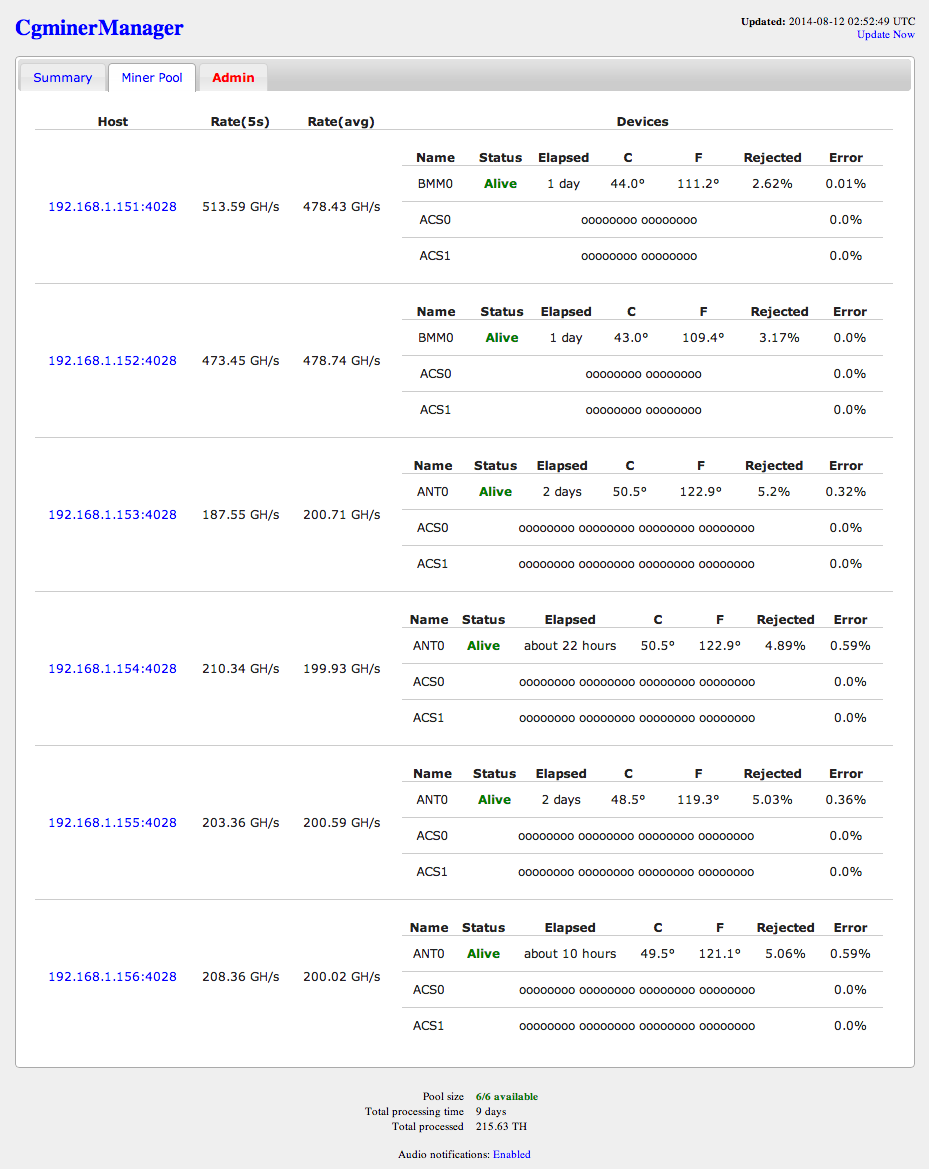 CgminerManager
Updated: 2014-08-12 02:52:49 UTC
Update Now
Summary Miner Pool Admin
Host Rate(5s) Rate(avg) Devices
192.168.1.151:4028 513.59 GH/s 478.43 GH/s
Name Status Elapsed C F Rejected Error
BMM0 Alive 1 day 44.0° 111.2° 2.62% 0.01%
ACS0 oooooooo oooooooo 0.0%
ACS1 oooooooo oooooooo 0.0%
192.168.1.152:4028 473.45 GH/s 478.74 GH/s
Name Status Elapsed C F Rejected Error
BMM0 Alive 1 day 43.0° 109.4° 3.17% 0.0%
ACS0 oooooooo oooooooo 0.0%
ACS1 oooooooo oooooooo 0.0%
192.168.1.153:4028 187.55 GH/s 200.71 GH/s
Name Status Elapsed C F Rejected Error
ANT0 Alive 2 days 50.5° 122.9° 5.2% 0.32%
ACS0 oooooooo oooooooo oooooooo oooooooo 0.0%
ACS1 oooooooo oooooooo oooooooo oooooooo 0.0%
192.168.1.154:4028 210.34 GH/s 199.93 GH/s
Name Status Elapsed C F Rejected Error
ANT0 Alive about 22 hours 50.5° 122.9° 4.89% 0.59%
ACS0 oooooooo oooooooo oooooooo oooooooo 0.0%
ACS1 oooooooo oooooooo oooooooo oooooooo 0.0%
192.168.1.155:4028 203.36 GH/s 200.59 GH/s
Name Status Elapsed C F Rejected Error
ANT0 Alive 2 days 48.5° 119.3° 5.03% 0.36%
ACS0 oooooooo oooooooo oooooooo oooooooo 0.0%
ACS1 oooooooo oooooooo oooooooo oooooooo 0.0%
192.168.1.156:4028 208.36 GH/s 200.02 GH/s
Name Status Elapsed C F Rejected Error
ANT0 Alive about 10 hours 49.5° 121.1° 5.06% 0.59%
ACS0 oooooooo oooooooo oooooooo oooooooo 0.0%
ACS1 oooooooo oooooooo oooooooo oooooooo 0.0%
Pool size 6/6 available
Total processing time 9 days
Total processed 215.63 TH
Audio notifications: Enabled